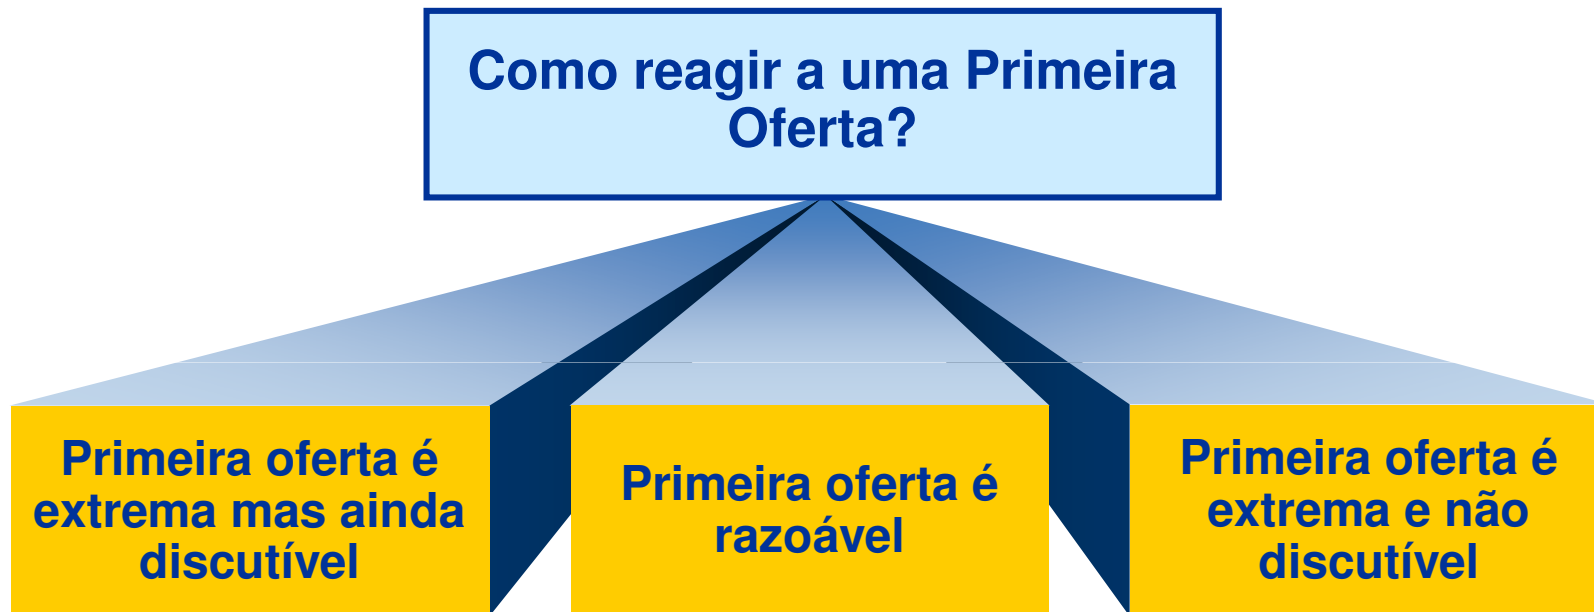 Como reagir a uma Primeira
Oferta?
Primeira oferta é
extrema mas ainda
discutível
Primeira oferta é
razoável
Primeira oferta é
extrema e não
discutível